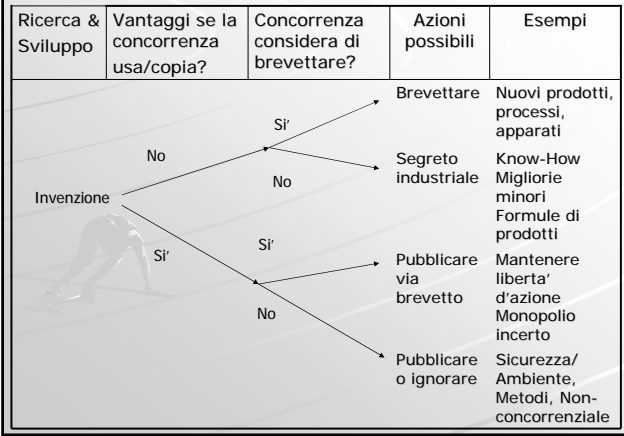 Ricerca &
Sviluppo
Vantaggi se la
concorrenza
usa/copia?
Concorrenza
considera di
brevettare?
Azioni
possibili
Esempi
Invenzione
No
Si'
Si'
No
Si'
No
Brevettare
Nuovi prodotti,
processi,
apparati
Segreto
industriale
Know-How
Migliorie
minori
Formule di
prodotti
Pubblicare
via
brevetto
Mantenere
liberta'
d'azione
Monopolio
incerto
Pubblicare
o ignorare
Sicurezza/
Ambiente,
Metodi, Non-
concorrenziale